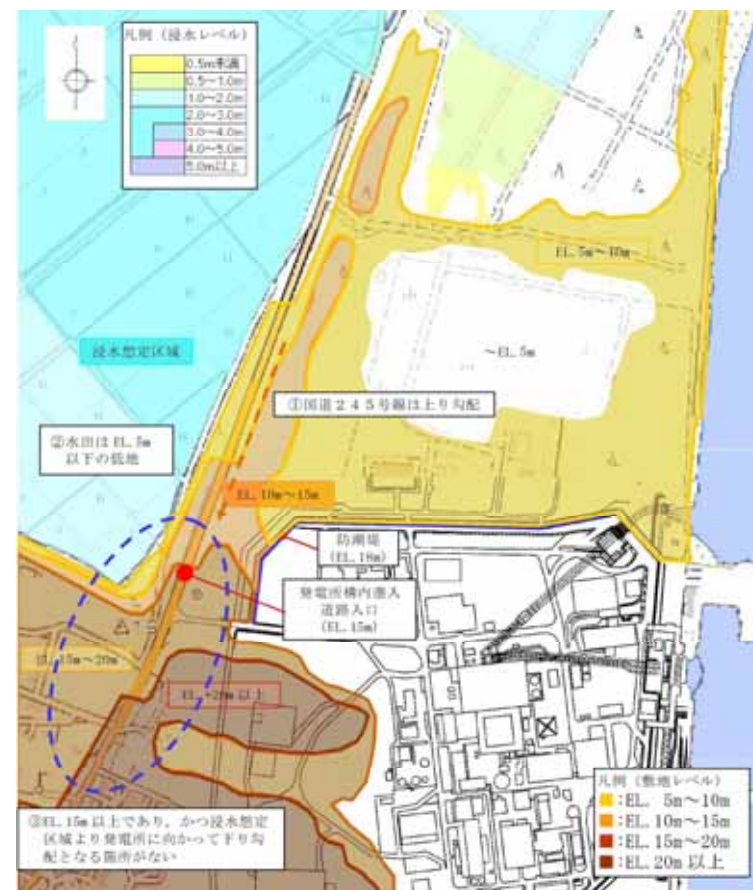 凡例（浸水レベル）
0.5m未満
0.5～1.0m
1.0～2.0m
2.0～3.0m
3.0～4.0m
4.0～5.0m
5.0m以上
EL.5m～10m
～EL.5m
浸水想定区域
①国道245号線は上り勾配
②水田はEL.5m
以下の低地
EL.10m～15m
防潮堤
(EL.18m)
発電所構内進入
道路入口
(EL.15m)
EL.15m～20m
EL.+20m以上
③EL.15m以上であり，かつ浸水想定
区域より発電所に向かって下り勾
配となる箇所がない
凡例（敷地レベル）
：EL. 5m～10m
：EL.10m～15m
：EL.15m～20m
：EL.20m以上